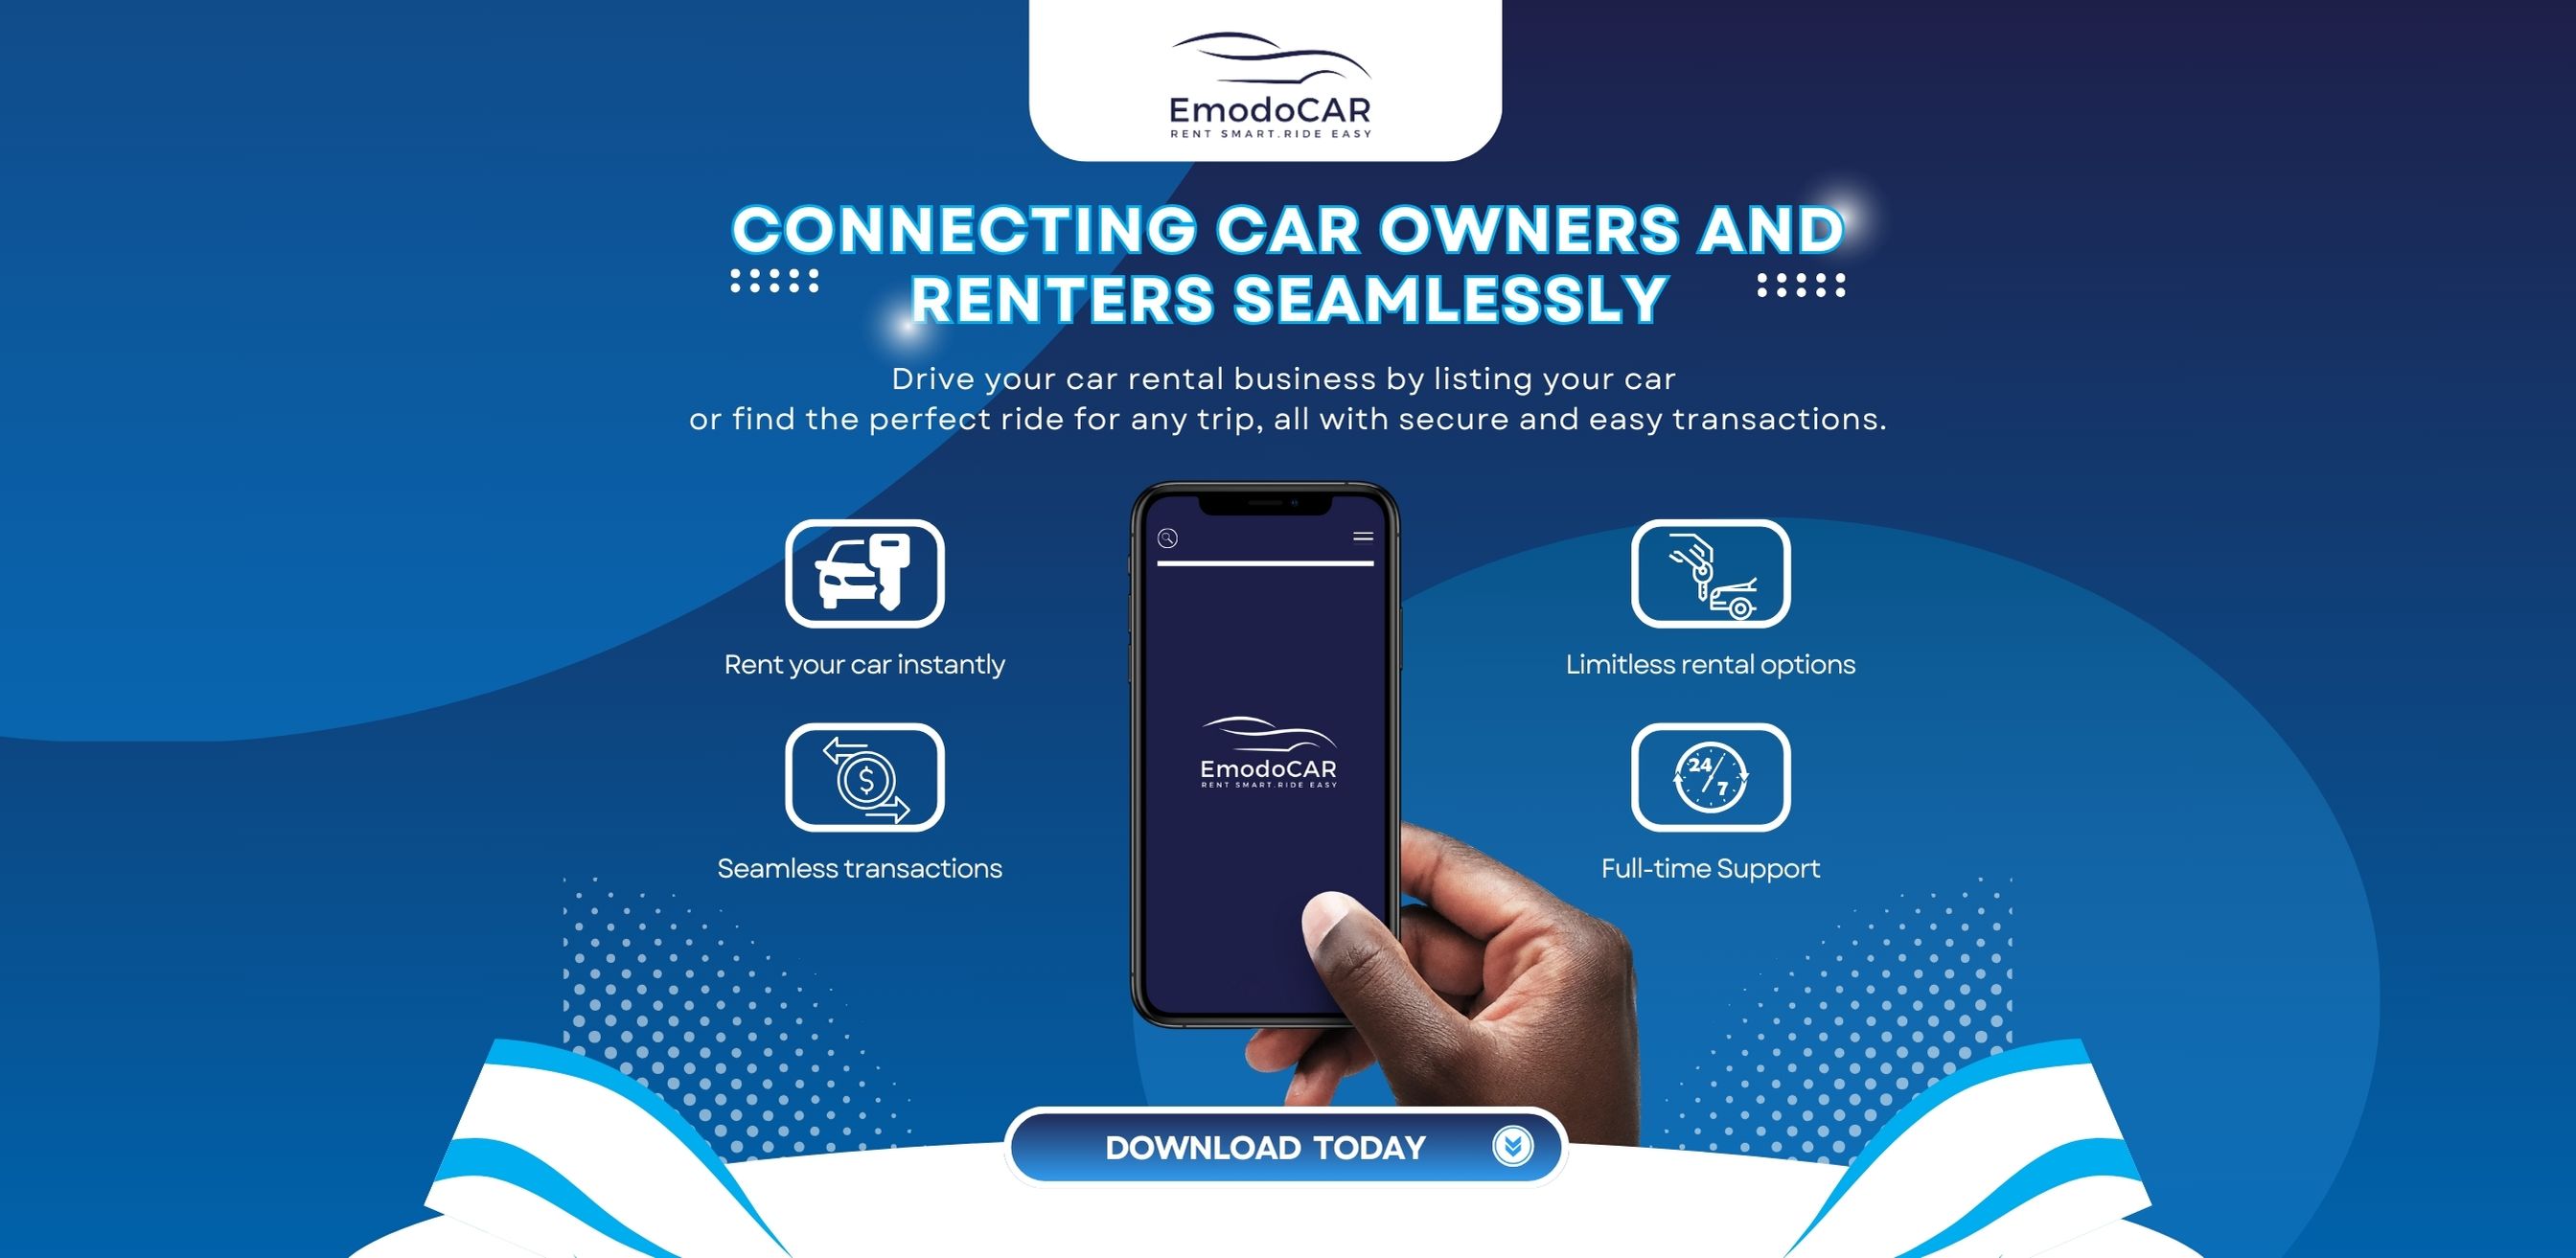 EmodoCAR
RENT SMART.RIDE EASY
CONNECTING CAR OWNERS AND
RENTERS SEAMLESSLY
Drive your car rental business by listing your car
or find the perfect ride for any trip, all with secure and easy transactions.
Rent your car instantly
Limitless rental options
$
Seamless transactions
EmodoCAR
RENT SMART.RIDE EASY
24
7
Full-time Support
DOWNLOAD TODAY